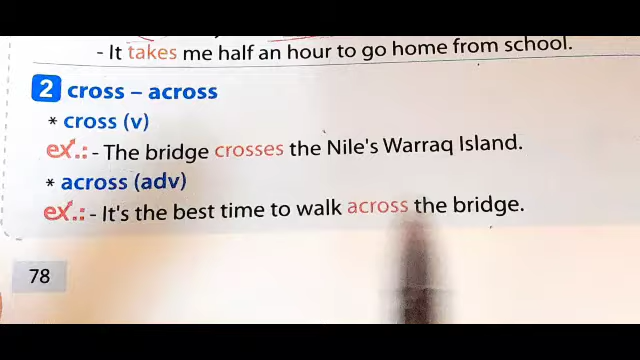 - It takes me half an hour to go home from school.
2 cross – across
* cross (v)
ex.: - The bridge crosses the Nile's Warraq Island.
* across (adv)
ex.: - It's the best time to walk across the bridge.
78